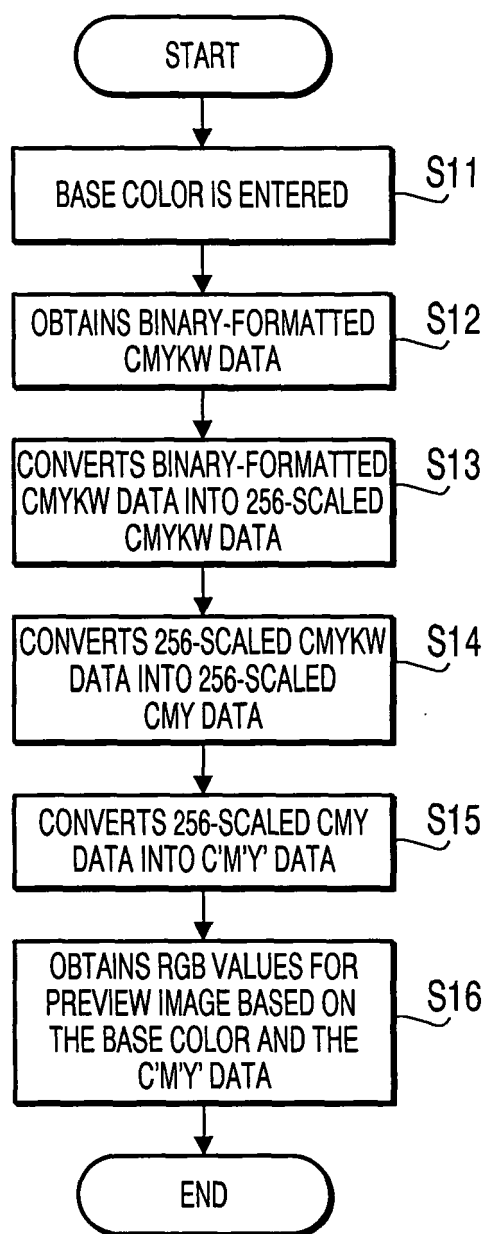 START
BASE COLOR IS ENTERED
S11
OBTAINS BINARY-FORMATTED
CMYKW DATA
S12
CONVERTS BINARY-FORMATTED
CMYKW DATA INTO 256-SCALED
CMYKW DATA
S13
CONVERTS 256-SCALED CMYKW
DATA INTO 256-SCALED
CMY DATA
S14
CONVERTS 256-SCALED CMY
DATA INTO C'M'Y' DATA
S15
OBTAINS RGB VALUES FOR
PREVIEW IMAGE BASED ON
THE BASE COLOR AND THE
C'M'Y' DATA
S16
END